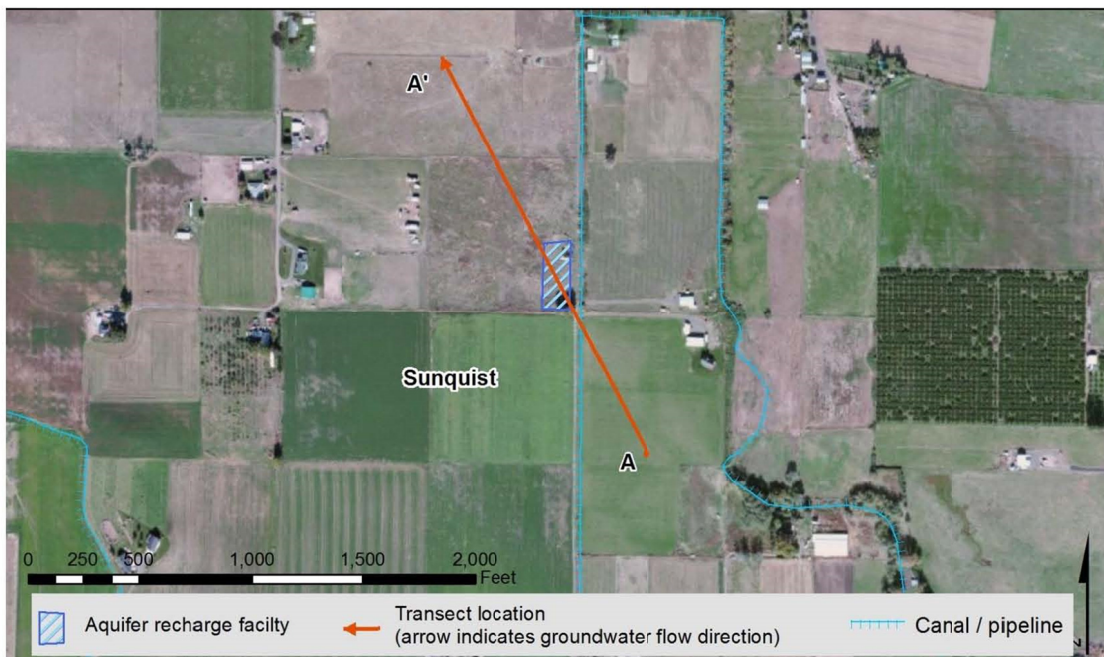 A'
Sunquist
A
0 250 500 1,000 1,500 2,000
Feet
Aquifer recharge facilty
Transect location
(arrow indicates groundwater flow direction)
Canal / pipeline